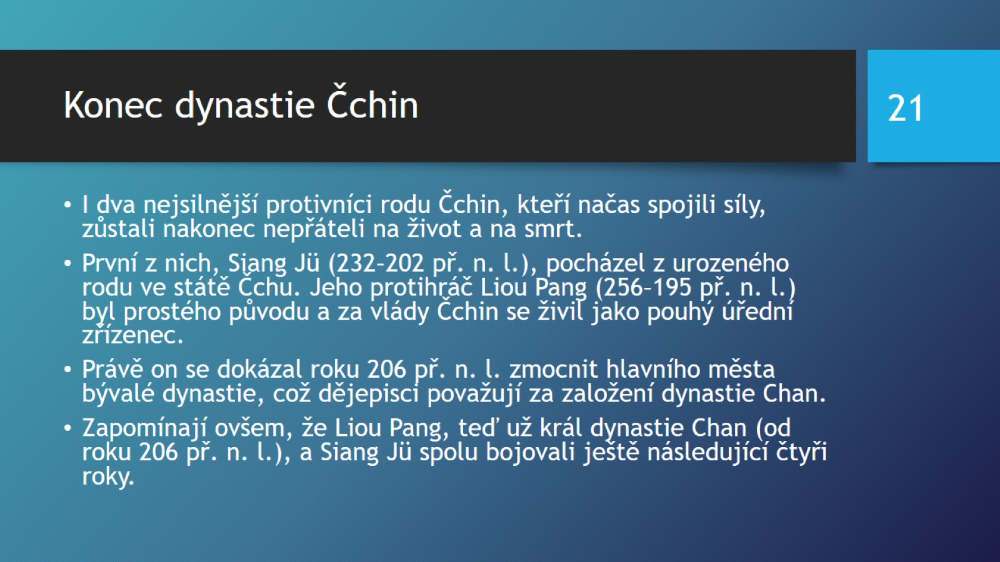 Konec dynastie Čchin
21
• I dva nejsilnější protivníci rodu Čchin, kteří načas spojili síly,
zůstali nakonec nepřáteli na život a na smrt.
• První z nich, Siang Jü (232–202 př. n. l.), pocházel z urozeného
rodu ve státě Čchu. Jeho protihráč Liou Pang (256–195 př. n. l.)
byl prostého původu a za vlády Čchin se živil jako pouhý úřední
zřízenec.
• Právě on se dokázal roku 206 př. n. l. zmocnit hlavního města
bývalé dynastie, což dějepisci považují za založení dynastie Chan.
• Zapomínají ovšem, že Liou Pang, teď už král dynastie Chan (od
roku 206 př. n. l.), a Siang Jü spolu bojovali ještě následující čtyři
roky.